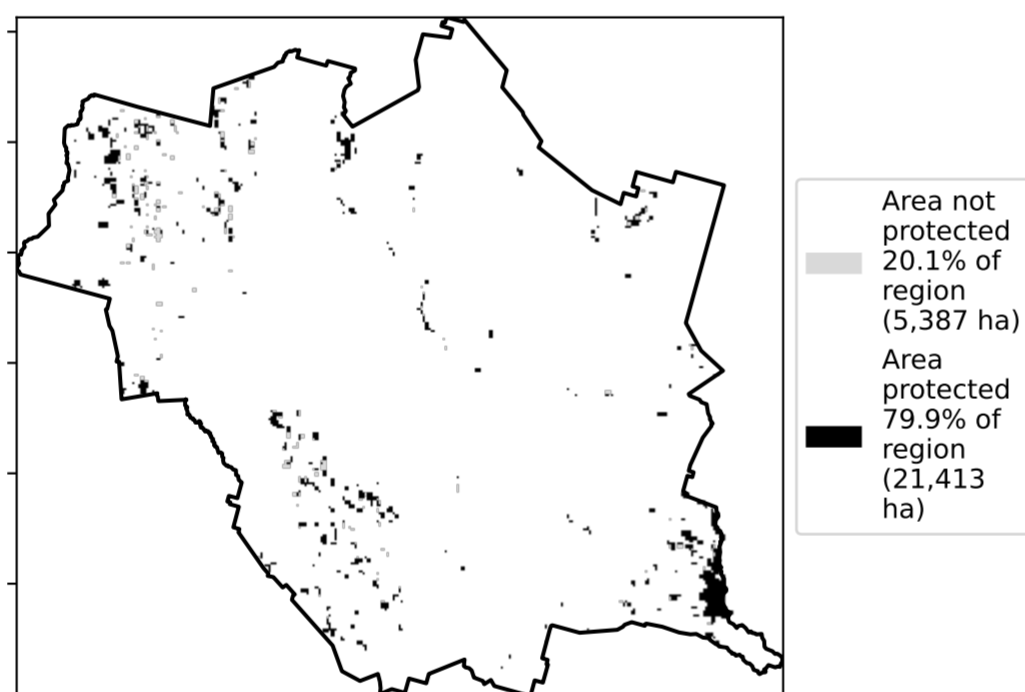 Area not
protected
20.1% of
region
(5,387 ha)
Area
protected
79.9% of
region
(21,413
ha)